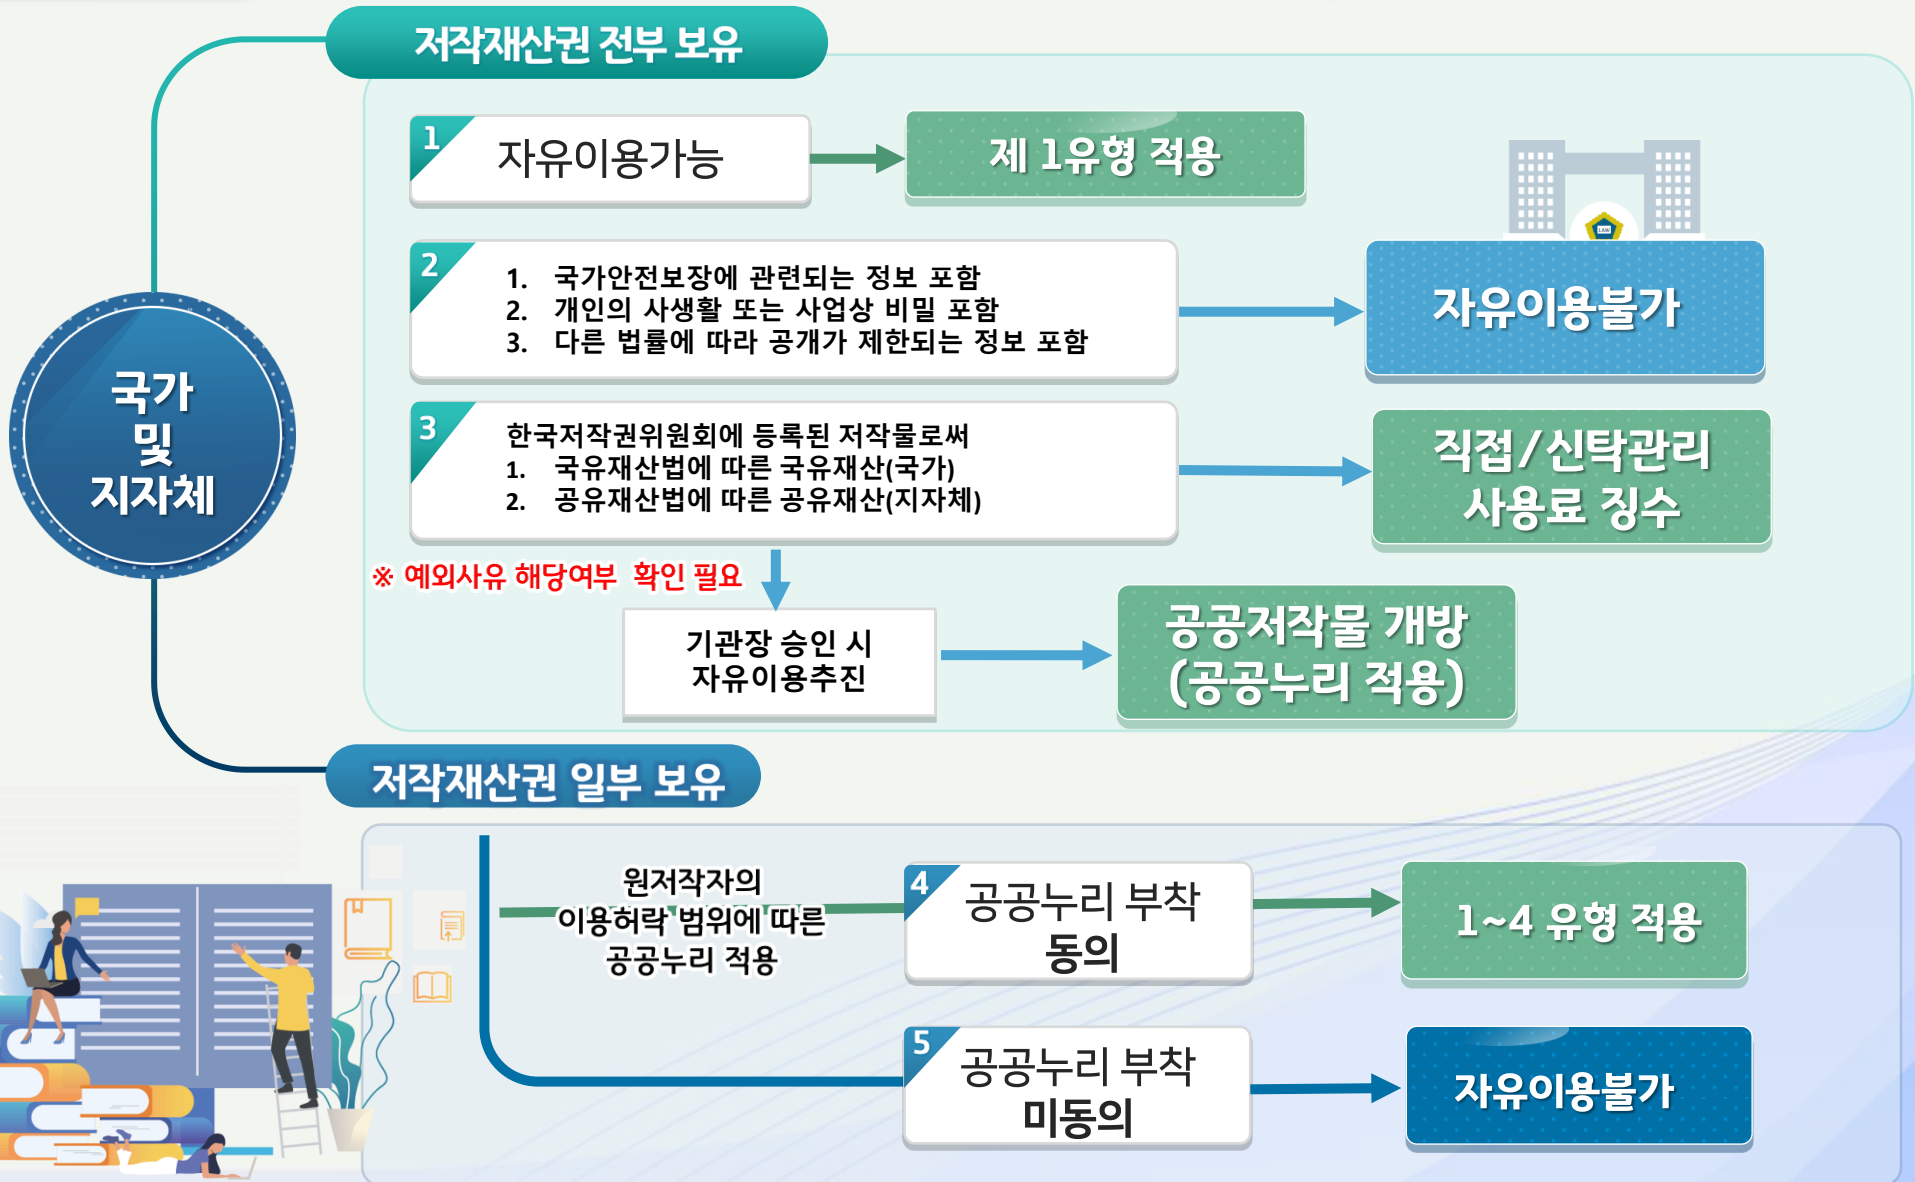 저작재산권 전부 보유
1
자유이용가능
제 1유형 적용
2
1. 국가안전보장에 관련되는 정보 포함
2. 개인의 사생활 또는 사업상 비밀 포함
3. 다른 법률에 따라 공개가 제한되는 정보 포함
LAW
자유이용불가
국가
및
지자체
3
한국저작권위원회에 등록된 저작물로써
1. 국유재산법에 따른 국유재산(국가)
2. 공유재산법에 따른 공유재산(지자체)
직접/신탁관리
사용료 징수
※ 예외사유 해당여부 확인 필요
기관장 승인 시
자유이용추진
공공저작물 개방
(공공누리 적용)
저작재산권 일부 보유
원저작자의
이용허락 범위에 따른
공공누리 적용
4
공공누리 부착
동의
1~4 유형 적용
5
공공누리 부착
미동의
자유이용불가